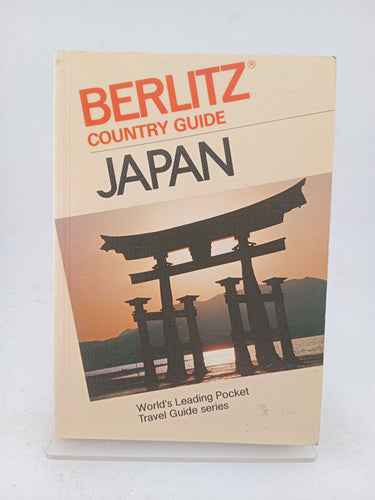 BERLITZ®
COUNTRY GUIDE
JAPAN
World's Leading Pocket
Travel Guide series